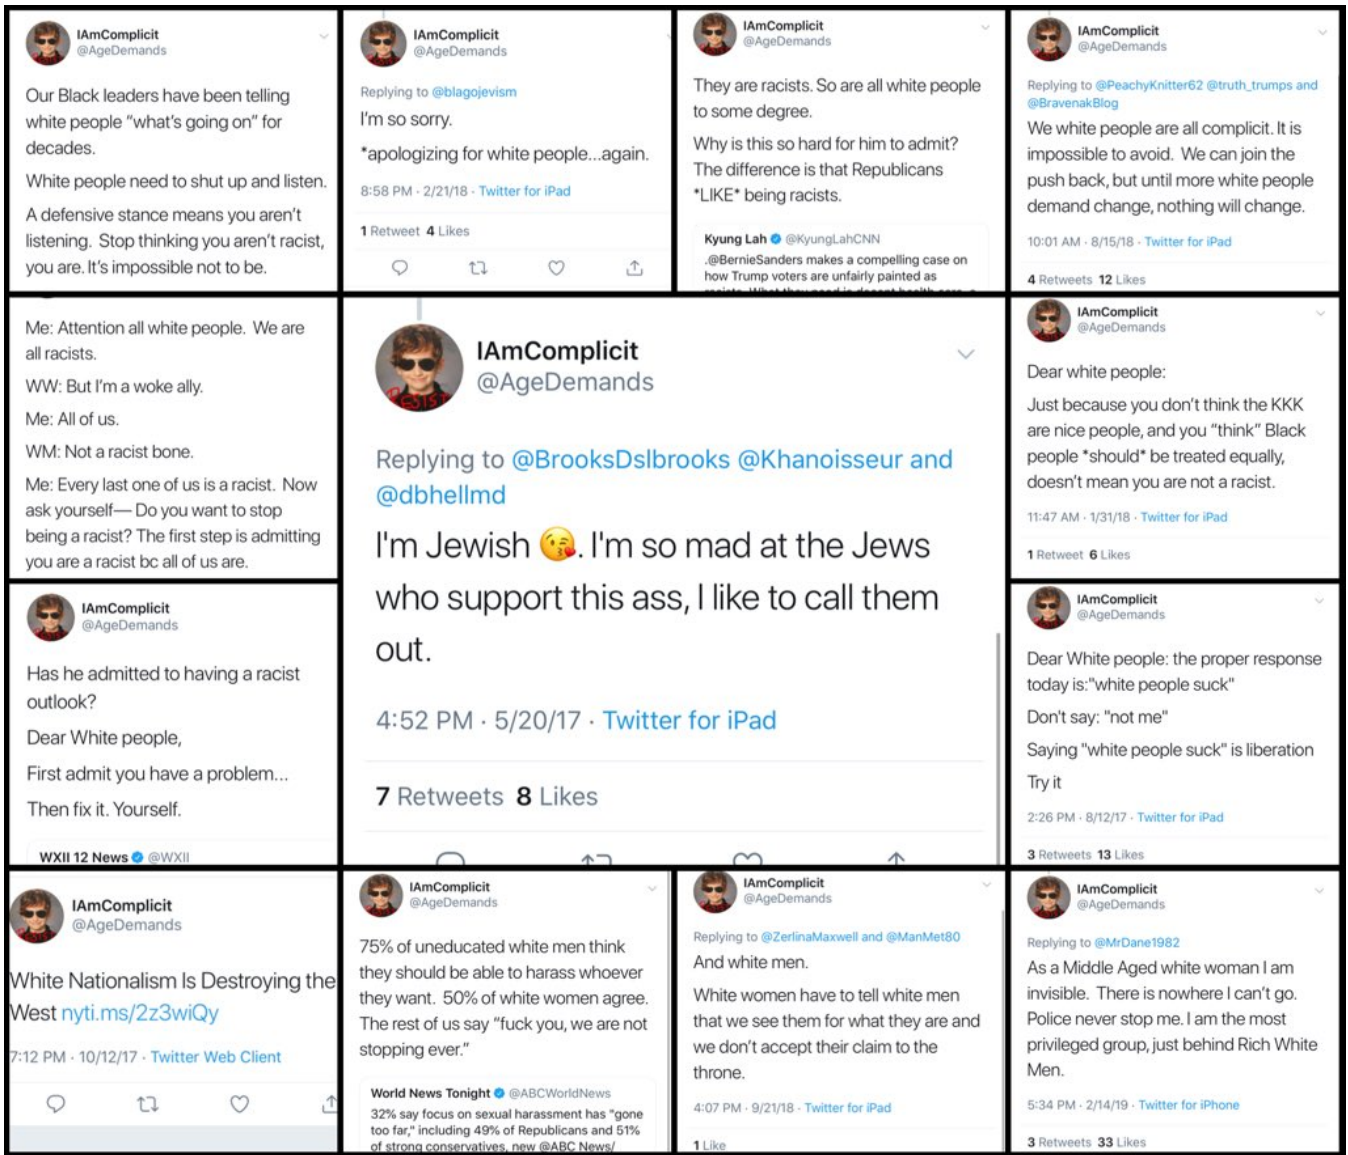 IAmComplicit
@AgeDemands
Our Black leaders have been telling
white people “what’s going on” for
decades.
White people need to shut up and listen.
A defensive stance means you aren’t
listening. Stop thinking you aren’t racist,
you are. It’s impossible not to be.
IAmComplicit
@AgeDemands
Replying to @blagojevism
I’m so sorry.
*apologizing for white people...again.
8:58 PM · 2/21/18 · Twitter for iPad
1 Retweet 4 Likes
IAmComplicit
@AgeDemands
They are racists. So are all white people
to some degree.
Why is this so hard for him to admit?
The difference is that Republicans
*LIKE* being racists.
Kyung Lah @KyungLahCNN
.@BernieSanders makes a compelling case on
how Trump voters are unfairly painted as
racists. What they need is decent health care, a
IAmComplicit
@AgeDemands
Replying to @PeachyKnitter62 @truth_trumps and
@BravenakBlog
We white people are all complicit. It is
impossible to avoid. We can join the
push back, but until more white people
demand change, nothing will change.
10:01 AM · 8/15/18 · Twitter for iPad
4 Retweets 12 Likes
Me: Attention all white people. We are
all racists.
WW: But I’m a woke ally.
Me: All of us.
WM: Not a racist bone.
Me: Every last one of us is a racist. Now
ask yourself— Do you want to stop
being a racist? The first step is admitting
you are a racist bc all of us are.
IAmComplicit
@AgeDemands
Replying to @BrooksDslbrooks @Khanoisseur and
@dbhellmd
I'm Jewish 😘. I'm so mad at the Jews
who support this ass, I like to call them
out.
4:52 PM · 5/20/17 · Twitter for iPad
7 Retweets 8 Likes
IAmComplicit
@AgeDemands
Dear white people:
Just because you don’t think the KKK
are nice people, and you “think” Black
people *should* be treated equally,
doesn’t mean you are not a racist.
11:47 AM · 1/31/18 · Twitter for iPad
1 Retweet 6 Likes
IAmComplicit
@AgeDemands
Has he admitted to having a racist
outlook?
Dear White people,
First admit you have a problem...
Then fix it. Yourself.
WXII 12 News @WXII
IAmComplicit
@AgeDemands
Dear White people: the proper response
today is:"white people suck"
Don't say: "not me"
Saying "white people suck" is liberation
Try it
2:26 PM · 8/12/17 · Twitter for iPad
3 Retweets 13 Likes
IAmComplicit
@AgeDemands
White Nationalism Is Destroying the
West nyti.ms/2z3wiQy
7:12 PM · 10/12/17 · Twitter Web Client
IAmComplicit
@AgeDemands
75% of uneducated white men think
they should be able to harass whoever
they want. 50% of white women agree.
The rest of us say “fuck you, we are not
stopping ever.”
World News Tonight @ABCWorldNews
32% say focus on sexual harassment has "gone
too far," including 49% of Republicans and 51%
of strong conservatives, new @ABC News/
IAmComplicit
@AgeDemands
Replying to @ZerlinaMaxwell and @ManMet80
And white men.
White women have to tell white men
that we see them for what they are and
we don’t accept their claim to the
throne.
4:07 PM · 9/21/18 · Twitter for iPad
1 Like
IAmComplicit
@AgeDemands
Replying to @MrDane1982
As a Middle Aged white woman I am
invisible. There is nowhere I can’t go.
Police never stop me. I am the most
privileged group, just behind Rich White
Men.
5:34 PM · 2/14/19 · Twitter for iPhone
3 Retweets 33 Likes